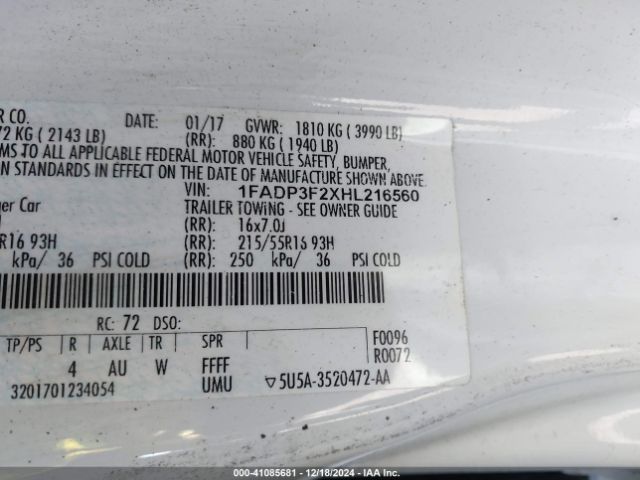 R CO.
DATE: 01/17 GVWR: 1810 KG ( 3990 LB)
72 KG ( 2143 LB) (RR): 880 KG ( 1940 LB)
MS TO ALL APPLICABLE FEDERAL MOTOR VEHICLE SAFETY, BUMPER,
N STANDARDS IN EFFECT ON THE DATE OF MANUFACTURE SHOWN ABOVE.
VIN: 1FADP3F2XHL216560
ger Car TRAILER TOWING - SEE OWNER GUIDE
(RR): 16x7.0J
R16 93H (RR): 215/55R16 93H
kPa/ 36 PSI COLD (RR): 250 kPa/ 36 PSI COLD
RC: 72 DSO:
TP/PS R AXLE TR SPR F0096
4 AU W FFFF R0072
UMU
3201701234054 5U5A-3520472-AA
000-41085681 - 12/18/2024 - IAA Inc.